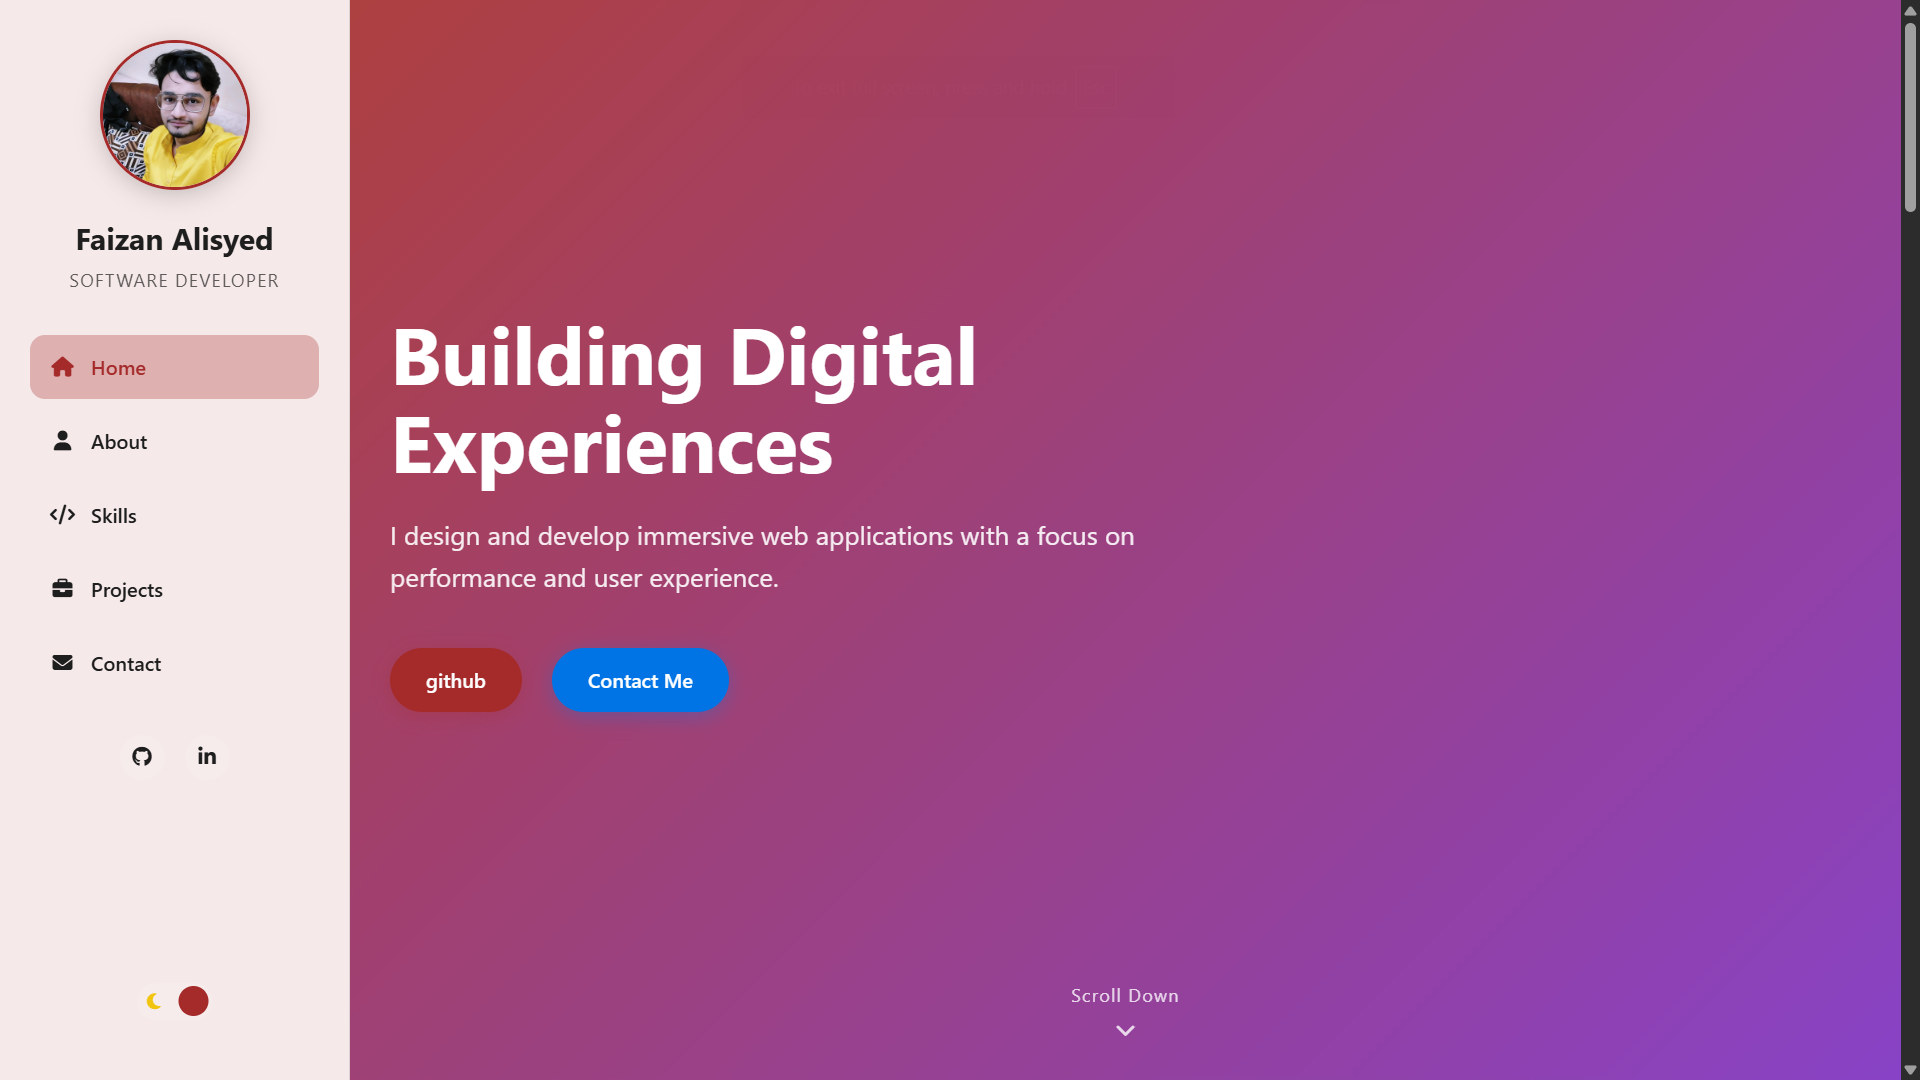 Faizan Alisyed
SOFTWARE DEVELOPER
Home
About
Skills
Projects
Contact
Building Digital
Experiences
I design and develop immersive web applications with a focus on
performance and user experience.
github
Contact Me
Scroll Down